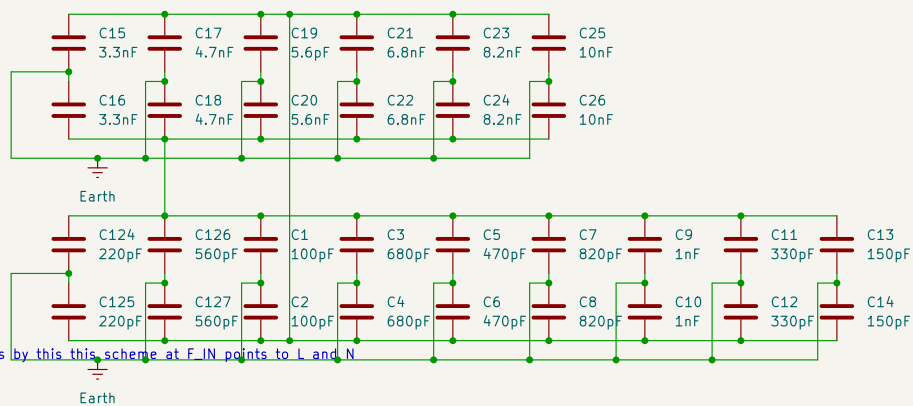 C15 C17 C19 C21 C23 C25
3.3nF 4.7nF 5.6pF 6.8nF 8.2nF 10nF
C16 C18 C20 C22 C24 C26
3.3nF 4.7nF 5.6nF 6.8nF 8.2nF 10nF
Earth
C124 C126 C1 C3 C5 C7 C9 C11 C13
220pF 560pF 100pF 680pF 470pF 820pF 1nF 330pF 150pF
C125 C127 C2 C4 C6 C8 C10 C12 C14
220pF 560pF 100pF 680pF 470pF 820pF 1nF 330pF 150pF
s by this this scheme at F_IN points to L and N
Earth